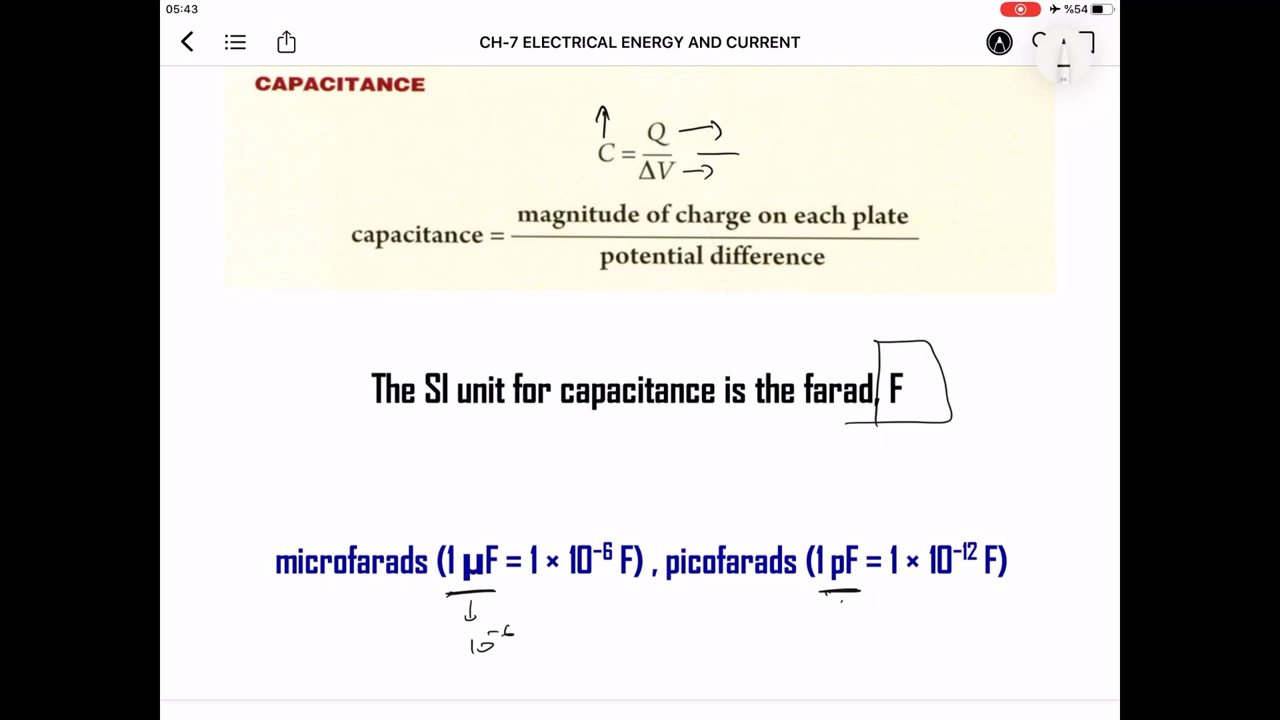 05:43
%54
CH-7 ELECTRICAL ENERGY AND CURRENT
CAPACITANCE
C = Q/ΔV
capacitance = magnitude of charge on each plate / potential difference
The SI unit for capacitance is the farad, F
microfarads (1 µF = 1 × 10⁻⁶ F) , picofarads (1 pF = 1 × 10⁻¹² F)
10⁻⁶